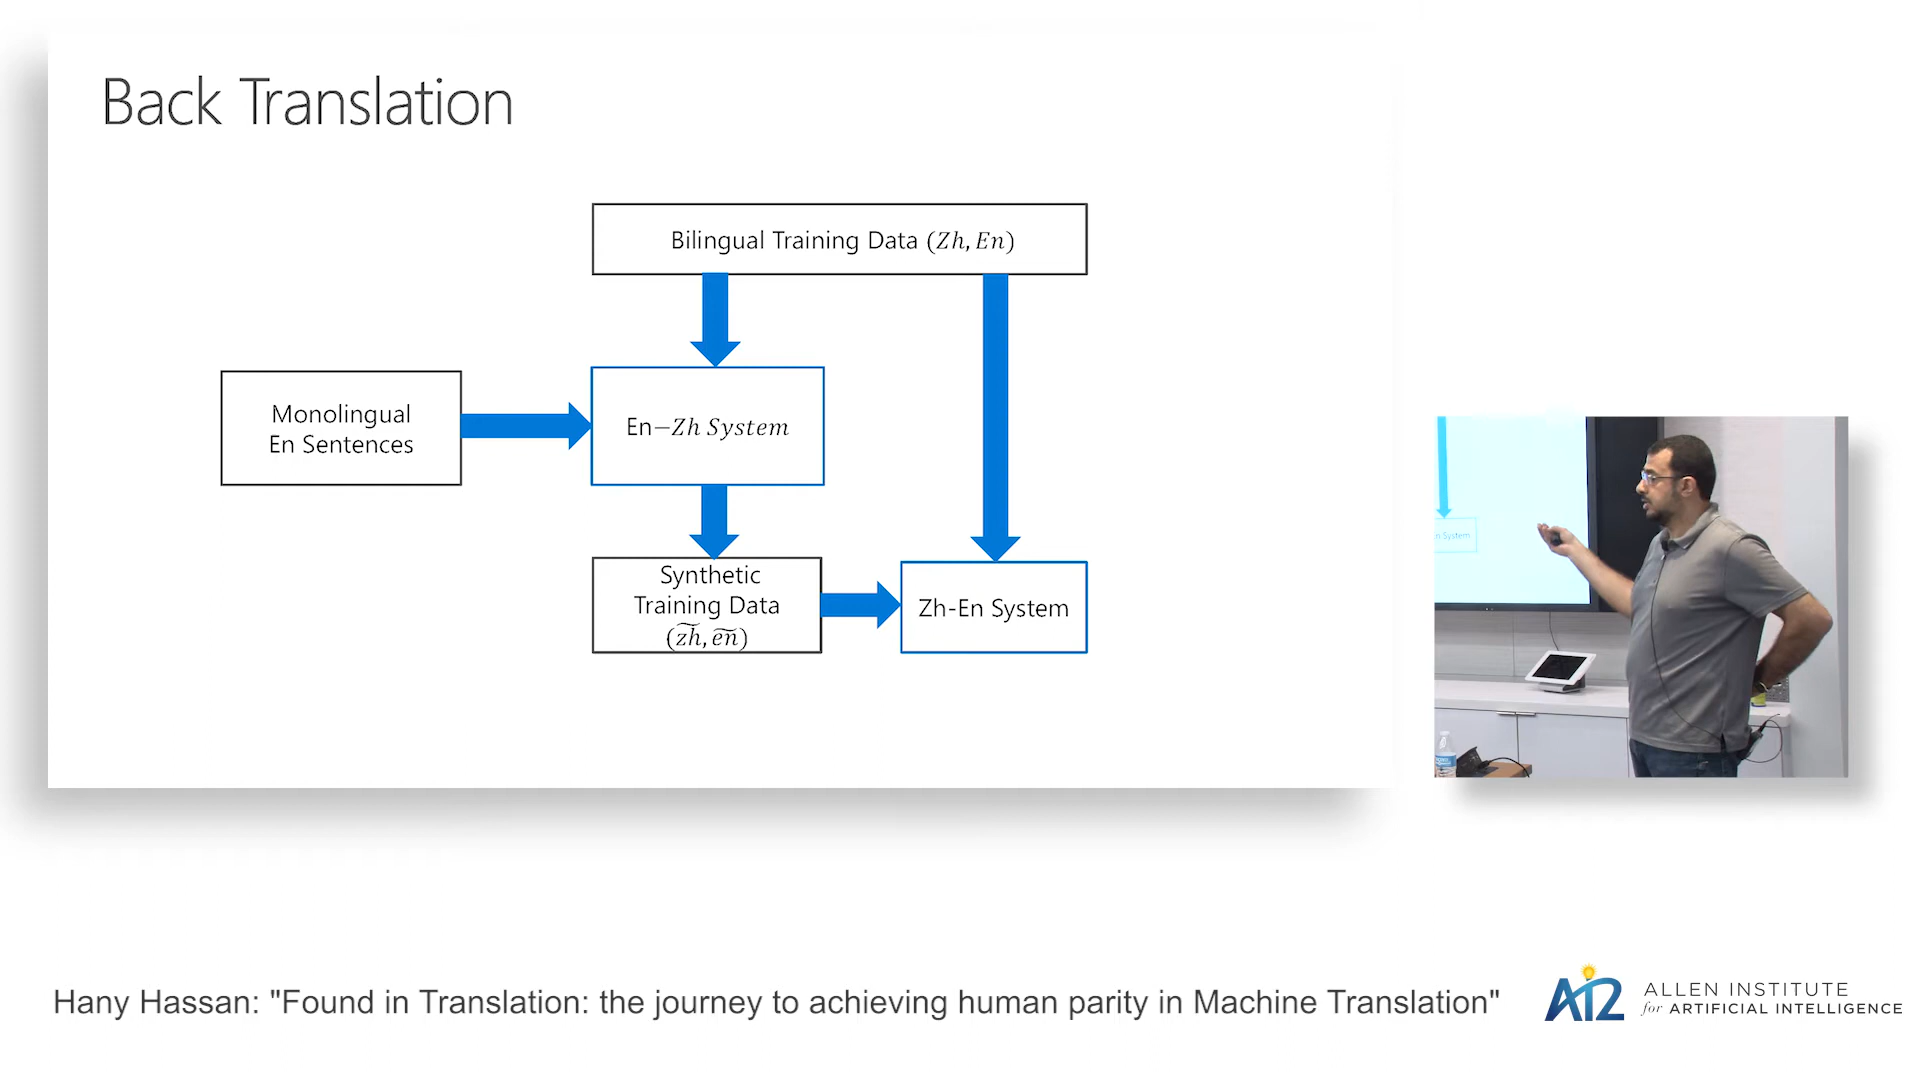 Back Translation
Bilingual Training Data (Zh, En)
Monolingual
En Sentences
En–Zh System
Synthetic
Training Data
(z͠h, e͠n)
Zh-En System
n System
Hany Hassan: "Found in Translation: the journey to achieving human parity in Machine Translation"
AI2
ALLEN INSTITUTE
for ARTIFICIAL INTELLIGENCE